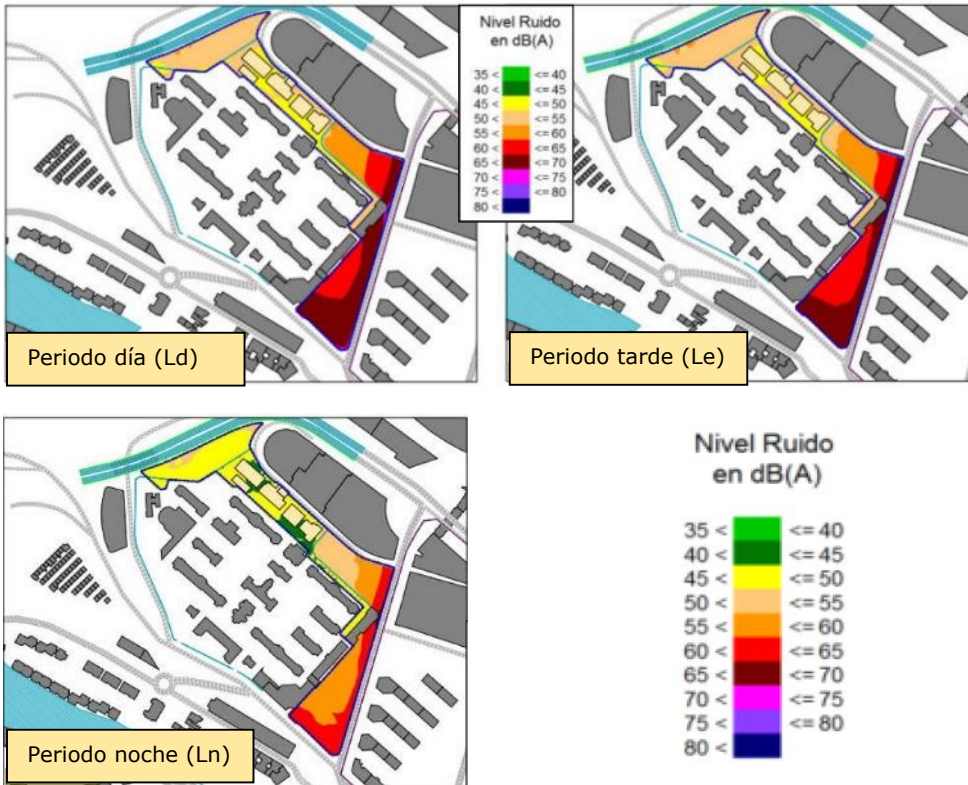 Nivel Ruido
en dB(A)
35 < <= 40
40 < <= 45
45 < <= 50
50 < <= 55
55 < <= 60
60 < <= 65
65 < <= 70
70 < <= 75
75 < <= 80
80 <
Periodo día (Ld)
Periodo tarde (Le)
Nivel Ruido
en dB(A)
35 < <= 40
40 < <= 45
45 < <= 50
50 < <= 55
55 < <= 60
60 < <= 65
65 < <= 70
70 < <= 75
75 < <= 80
80 <
Periodo noche (Ln)